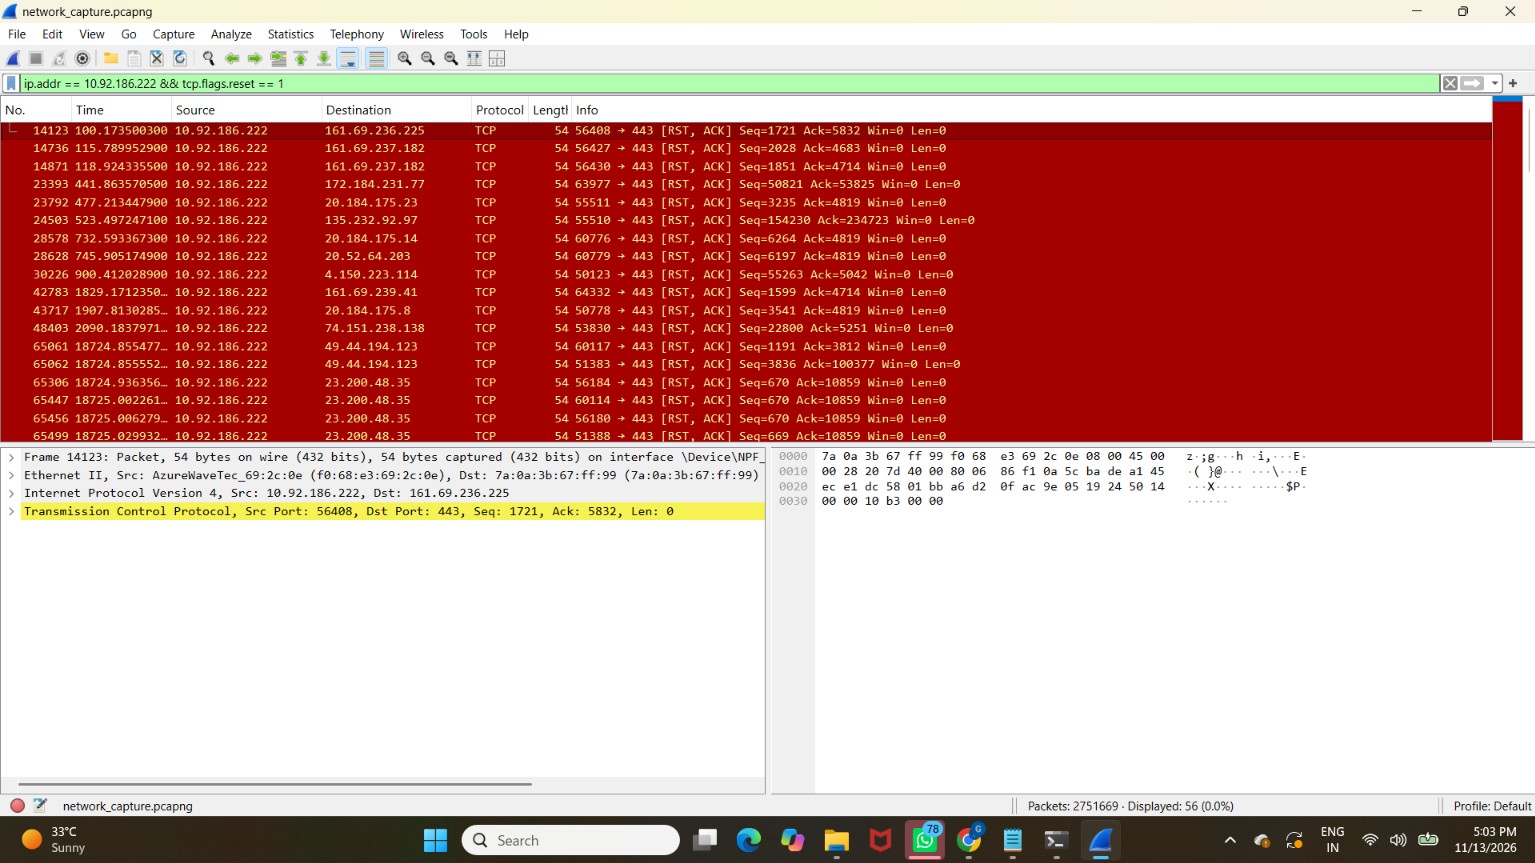 network_capture.pcapng
File Edit View Go Capture Analyze Statistics Telephony Wireless Tools Help
ip.addr == 10.92.186.222 && tcp.flags.reset == 1
No. Time Source Destination Protocol Length Info
14123 100.173500300 10.92.186.222 161.69.236.225 TCP 54 56408 → 443 [RST, ACK] Seq=1721 Ack=5832 Win=0 Len=0
14736 115.789952900 10.92.186.222 161.69.237.182 TCP 54 56427 → 443 [RST, ACK] Seq=2028 Ack=4683 Win=0 Len=0
14871 118.924335500 10.92.186.222 161.69.237.182 TCP 54 56430 → 443 [RST, ACK] Seq=1851 Ack=4714 Win=0 Len=0
23393 441.863570500 10.92.186.222 172.184.231.77 TCP 54 63977 → 443 [RST, ACK] Seq=50821 Ack=53825 Win=0 Len=0
23792 477.213447900 10.92.186.222 20.184.175.23 TCP 54 55511 → 443 [RST, ACK] Seq=3235 Ack=4819 Win=0 Len=0
24503 523.497247100 10.92.186.222 135.232.92.97 TCP 54 55510 → 443 [RST, ACK] Seq=154230 Ack=234723 Win=0 Len=0
28578 732.593367300 10.92.186.222 20.184.175.14 TCP 54 60776 → 443 [RST, ACK] Seq=6264 Ack=4819 Win=0 Len=0
28628 745.905174900 10.92.186.222 20.52.64.203 TCP 54 60779 → 443 [RST, ACK] Seq=6197 Ack=4819 Win=0 Len=0
30226 900.412028900 10.92.186.222 4.150.223.114 TCP 54 50123 → 443 [RST, ACK] Seq=55263 Ack=5042 Win=0 Len=0
42783 1829.1712350… 10.92.186.222 161.69.239.41 TCP 54 64332 → 443 [RST, ACK] Seq=1599 Ack=4714 Win=0 Len=0
43717 1907.8130285… 10.92.186.222 20.184.175.8 TCP 54 50778 → 443 [RST, ACK] Seq=3541 Ack=4819 Win=0 Len=0
48403 2090.1837971… 10.92.186.222 74.151.238.138 TCP 54 53830 → 443 [RST, ACK] Seq=22800 Ack=5251 Win=0 Len=0
65061 18724.855477… 10.92.186.222 49.44.194.123 TCP 54 60117 → 443 [RST, ACK] Seq=1191 Ack=3812 Win=0 Len=0
65062 18724.855552… 10.92.186.222 49.44.194.123 TCP 54 51383 → 443 [RST, ACK] Seq=3836 Ack=100377 Win=0 Len=0
65306 18724.936356… 10.92.186.222 23.200.48.35 TCP 54 56184 → 443 [RST, ACK] Seq=670 Ack=10859 Win=0 Len=0
65447 18725.002261… 10.92.186.222 23.200.48.35 TCP 54 60114 → 443 [RST, ACK] Seq=670 Ack=10859 Win=0 Len=0
65456 18725.006279… 10.92.186.222 23.200.48.35 TCP 54 56180 → 443 [RST, ACK] Seq=670 Ack=10859 Win=0 Len=0
65499 18725.029932… 10.92.186.222 23.200.48.35 TCP 54 51388 → 443 [RST, ACK] Seq=669 Ack=10859 Win=0 Len=0
Frame 14123: Packet, 54 bytes on wire (432 bits), 54 bytes captured (432 bits) on interface \Device\NPF_
Ethernet II, Src: AzureWaveTec_69:2c:0e (f0:68:e3:69:2c:0e), Dst: 7a:0a:3b:67:ff:99 (7a:0a:3b:67:ff:99)
Internet Protocol Version 4, Src: 10.92.186.222, Dst: 161.69.236.225
Transmission Control Protocol, Src Port: 56408, Dst Port: 443, Seq: 1721, Ack: 5832, Len: 0
0000 7a 0a 3b 67 ff 99 f0 68 e3 69 2c 0e 08 00 45 00 z·;g···h ·i,···E·
0010 00 28 20 7d 40 00 80 06 86 f1 0a 5c ba de a1 45 ·( }@··· ···\···E
0020 ec e1 dc 58 01 bb a6 d2 0f ac 9e 05 19 24 50 14 ···X···· ·····$P·
0030 00 00 10 b3 00 00 ······
network_capture.pcapng Packets: 2751669 · Displayed: 56 (0.0%) Profile: Default
33°C
Sunny
Search
78
G
ENG
IN
5:03 PM
11/13/2026